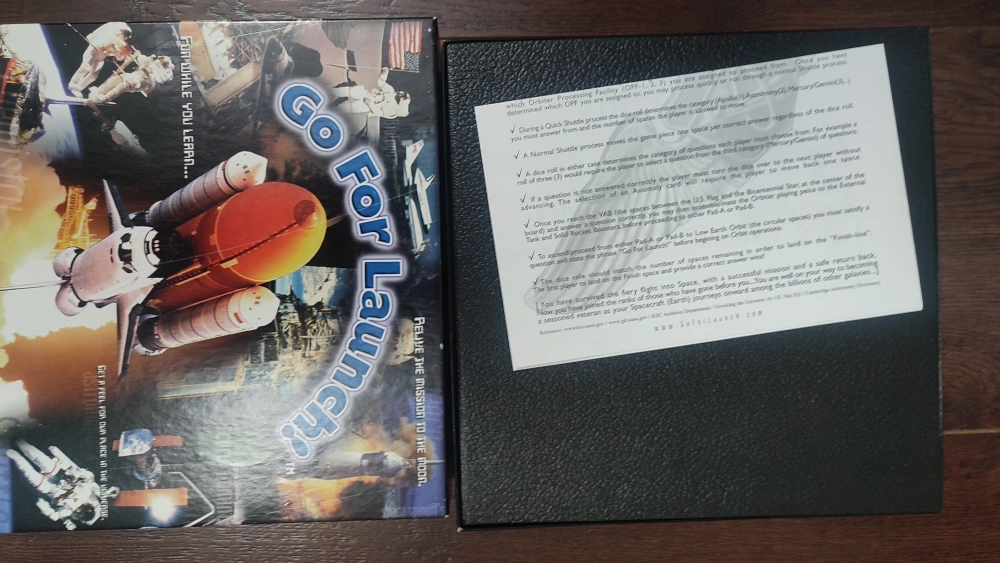 FUN WHILE YOU LEARN...
Go For Launch!
TM
RELIVE THE MISSION TO THE MOON.
GET A FEEL FOR OUR PLACE IN THE UNIVERSE.
which Orbiter Processing Facility (OPF-1, 2, 3) you are assigned to proceed from. Once you have
determined which OPF you are assigned to, you may process quickly or run through a normal Shuttle process.
√ During a Quick Shuttle process the dice roll determines the category (Apollo(1),Astronomy(2), Mercury/Gemini(3)...)
you must answer from and the number of spaces the player is allowed to move.
√ A Normal Shuttle process moves the game piece one space per correct answer regardless of the dice roll.
√ A dice roll in either case determines the category of questions each player must choose from. For example a
roll of three (3) would require the player to select a question from the third category (Mercury/Gemini) of questions.
√ If a question is not answered correctly the player must turn the dice over to the next player without
advancing. The selection of an Anomaly card will require the player to move back one space.
√ Once you reach the VAB (the spaces between the U.S. Flag and the Bicentennial Star, at the center of the
board) and answer a question correctly, you may then assemble/mate the Orbiter playing peice to the External
Tank and Solid Rocket Boosters, before proceeding to either Pad-A or Pad-B.
√ To ascend/proceed from either Pad-A or Pad-B to Low Earth Orbit (the circular spaces) you must satisfy a
question and state the phrase "Go For Launch!" before begining on Orbit operations.
√ The dice role should match the number of spaces remaining in order to land on the "Finish-line".
The first player to land on the Finish space and provide a correct answer wins!
[ You have survived the fiery flight into Space, with a successful mission and a safe return back.
Now you have joined the ranks of those who have gone before you...You are well on your way to becoming
a seasoned veteran as your Spacecraft (Earth) journeys onward among the billions of other galaxies...]
www.GoForLaunch.com